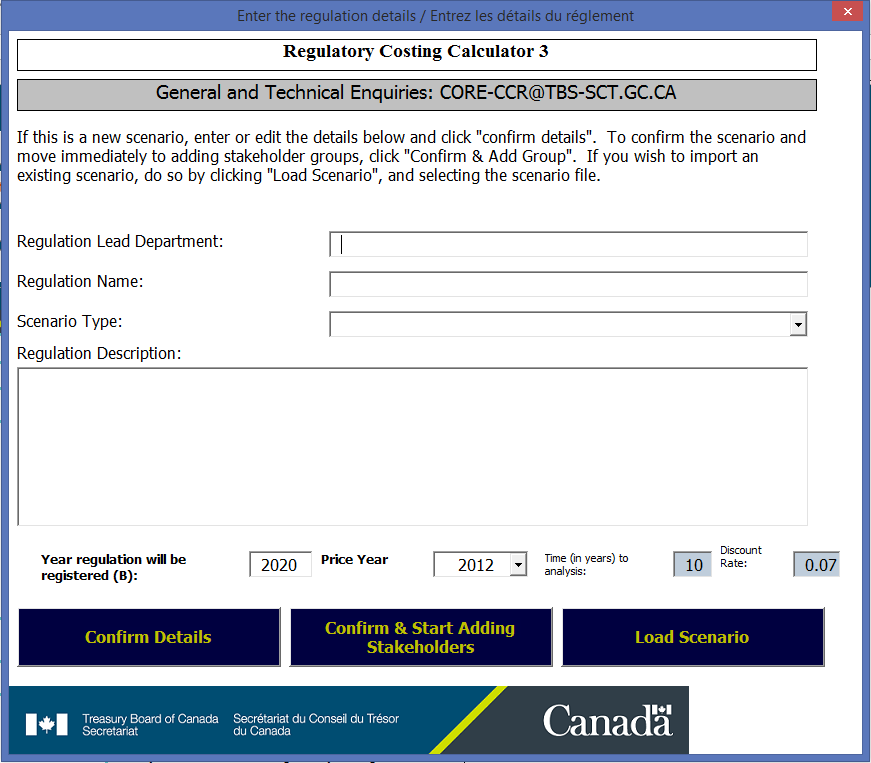 Enter the regulation details / Entrez les détails du réglement
Regulatory Costing Calculator 3
General and Technical Enquiries: CORE-CCR@TBS-SCT.GC.CA
If this is a new scenario, enter or edit the details below and click "confirm details".  To confirm the scenario and
move immediately to adding stakeholder groups, click "Confirm & Add Group".  If you wish to import an
existing scenario, do so by clicking "Load Scenario", and selecting the scenario file.
Regulation Lead Department:
Regulation Name:
Scenario Type:
Regulation Description:
Year regulation will be
registered (B):
2020
Price Year
2012
Time (in years) to
analysis:
10
Discount
Rate:
0.07
Confirm Details
Confirm & Start Adding
Stakeholders
Load Scenario
Treasury Board of Canada
Secretariat
Secrétariat du Conseil du Trésor
du Canada
Canada